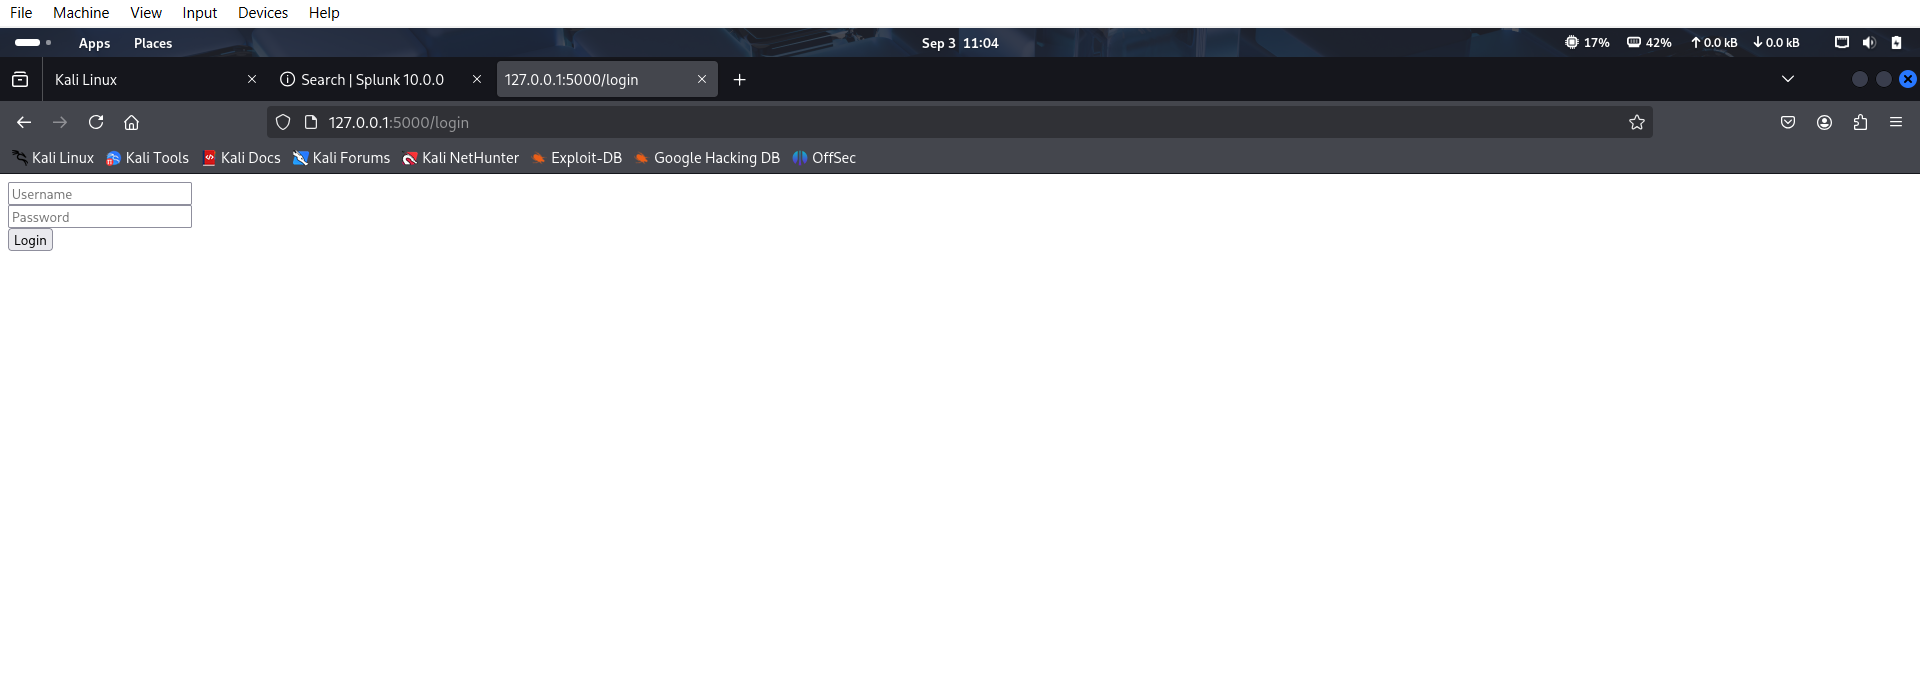 File Machine View Input Devices Help
Apps Places Sep 3 11:04 17% 42% 0.0 kB 0.0 kB
Kali Linux Search | Splunk 10.0.0 127.0.0.1:5000/login
127.0.0.1:5000/login
Kali Linux Kali Tools Kali Docs Kali Forums Kali NetHunter Exploit-DB Google Hacking DB OffSec
Username
Password
Login